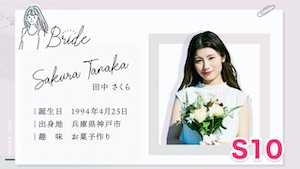 Bride
Sakura Tanaka
田中 さくら
｜誕生日　1994年4月25日
｜出身地　兵庫県神戸市
｜趣　味　お菓子作り
S10